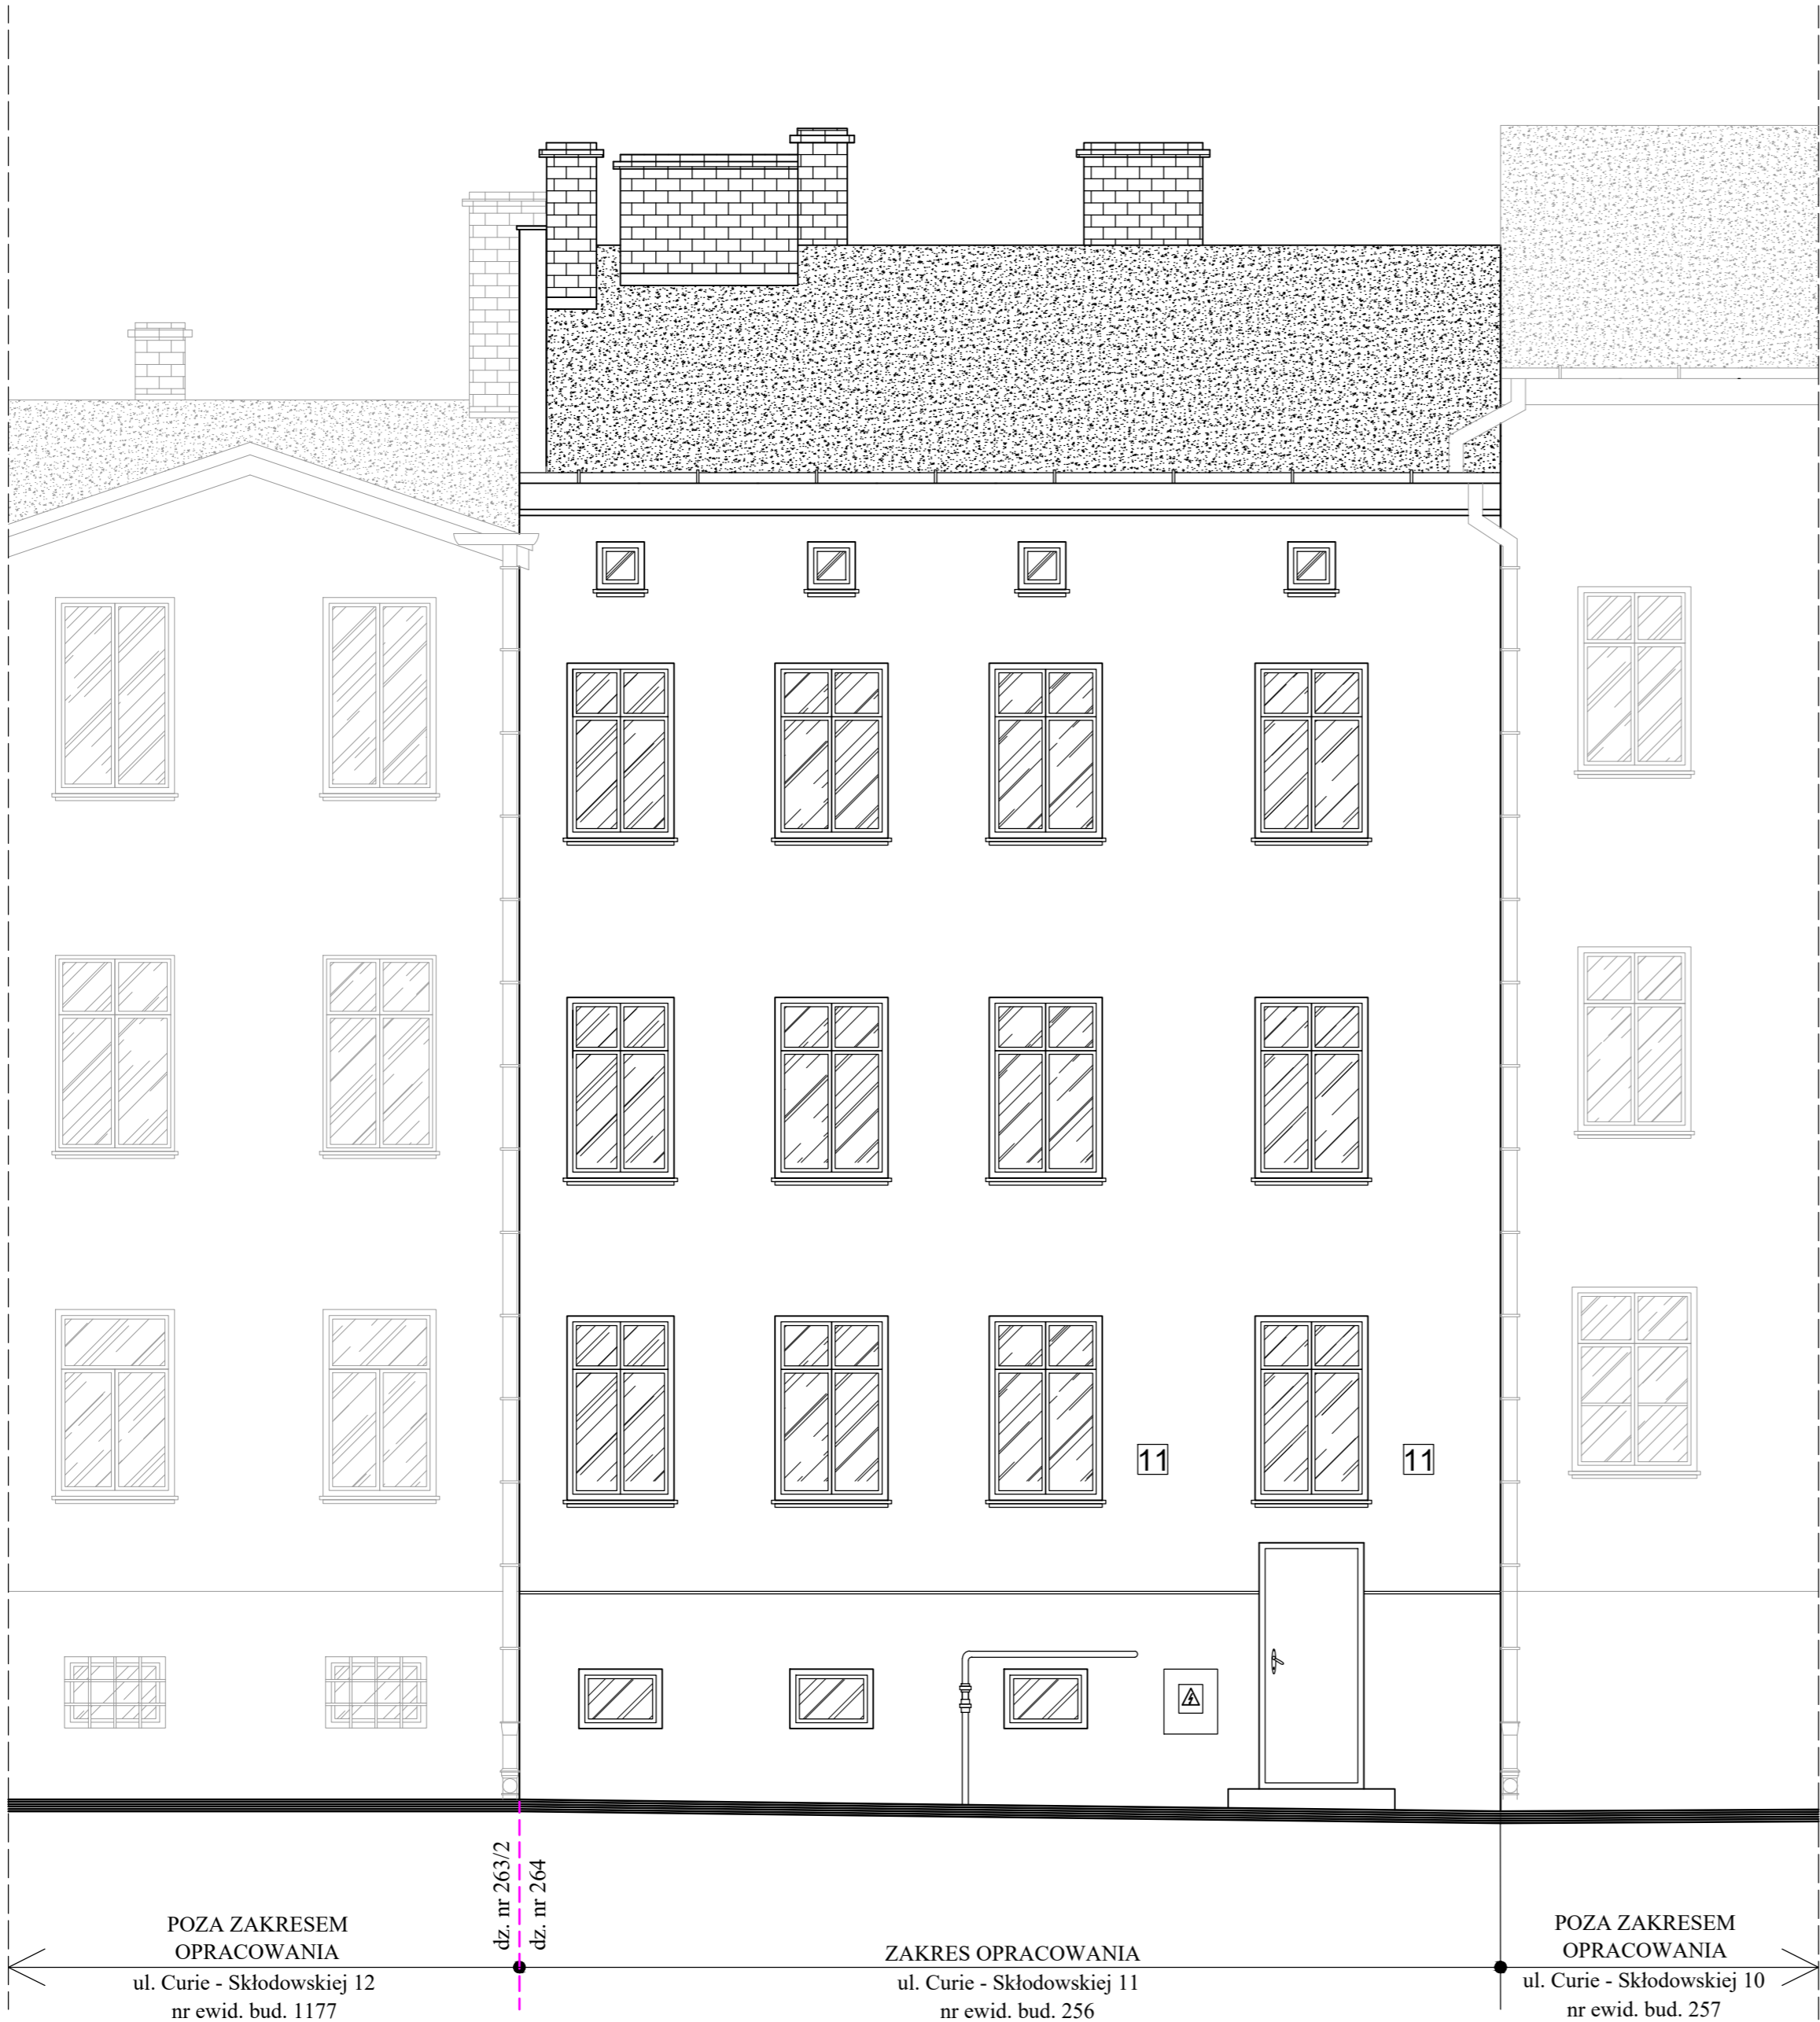 11
11
dz. nr 263/2
dz. nr 264
POZA ZAKRESEM
OPRACOWANIA
ul. Curie - Skłodowskiej 12
nr ewid. bud. 1177
ZAKRES OPRACOWANIA
ul. Curie - Skłodowskiej 11
nr ewid. bud. 256
POZA ZAKRESEM
OPRACOWANIA
ul. Curie - Skłodowskiej 10
nr ewid. bud. 257